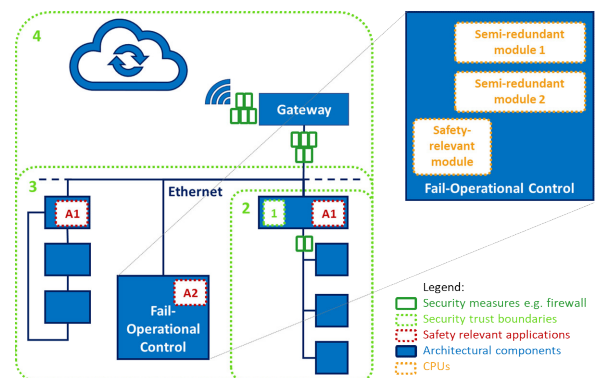 4
Gateway
3
Ethernet
A1
2
1
A1
A2
Fail-
Operational
Control
Semi-redundant
module 1
Semi-redundant
module 2
Safety-
relevant
module
Fail-Operational Control
Legend:
Security measures e.g. firewall
Security trust boundaries
Safety relevant applications
Architectural components
CPUs